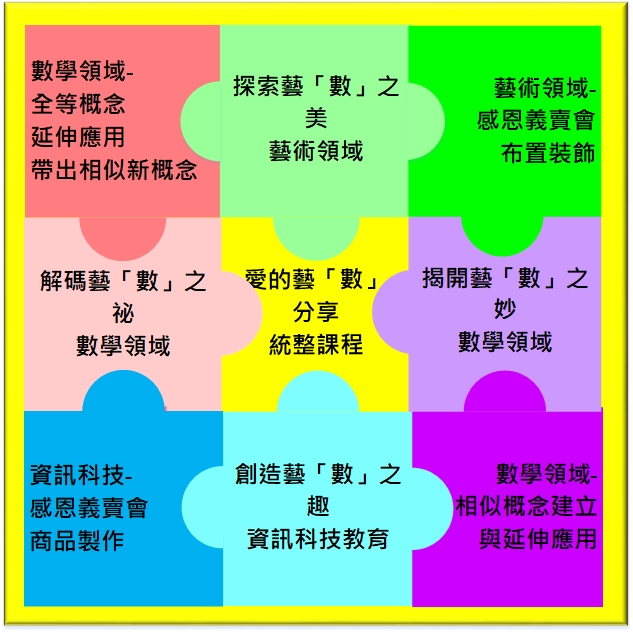 數學領域-
全等概念
延伸應用
帶出相似新概念
探索藝「數」之
美
藝術領域
藝術領域-
感恩義賣會
布置裝飾
解碼藝「數」之
祕
數學領域
愛的藝「數」
分享
統整課程
揭開藝「數」之
妙
數學領域
資訊科技-
感恩義賣會
商品製作
創造藝「數」之
趣
資訊科技教育
數學領域-
相似概念建立
與延伸應用